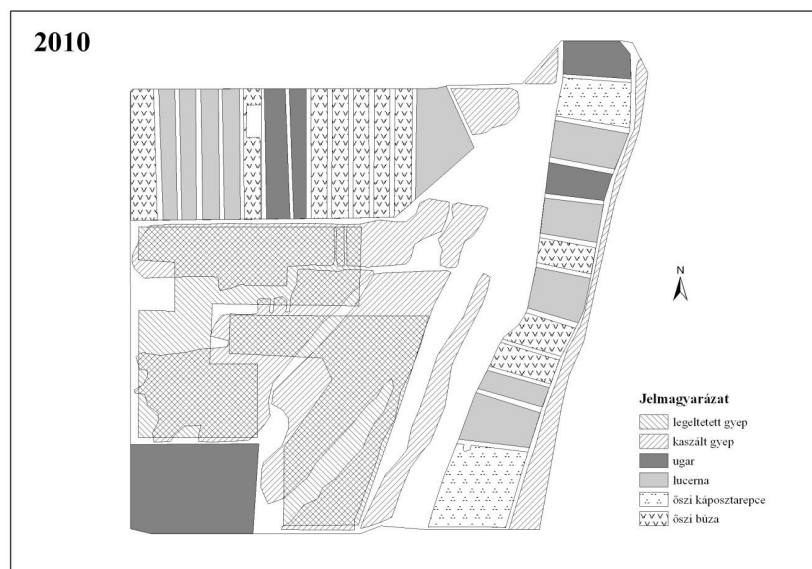 2010
N
Jelmagyarázat
legeltetett gyep
kaszált gyep
ugar
lucerna
őszi káposztarepce
őszi búza